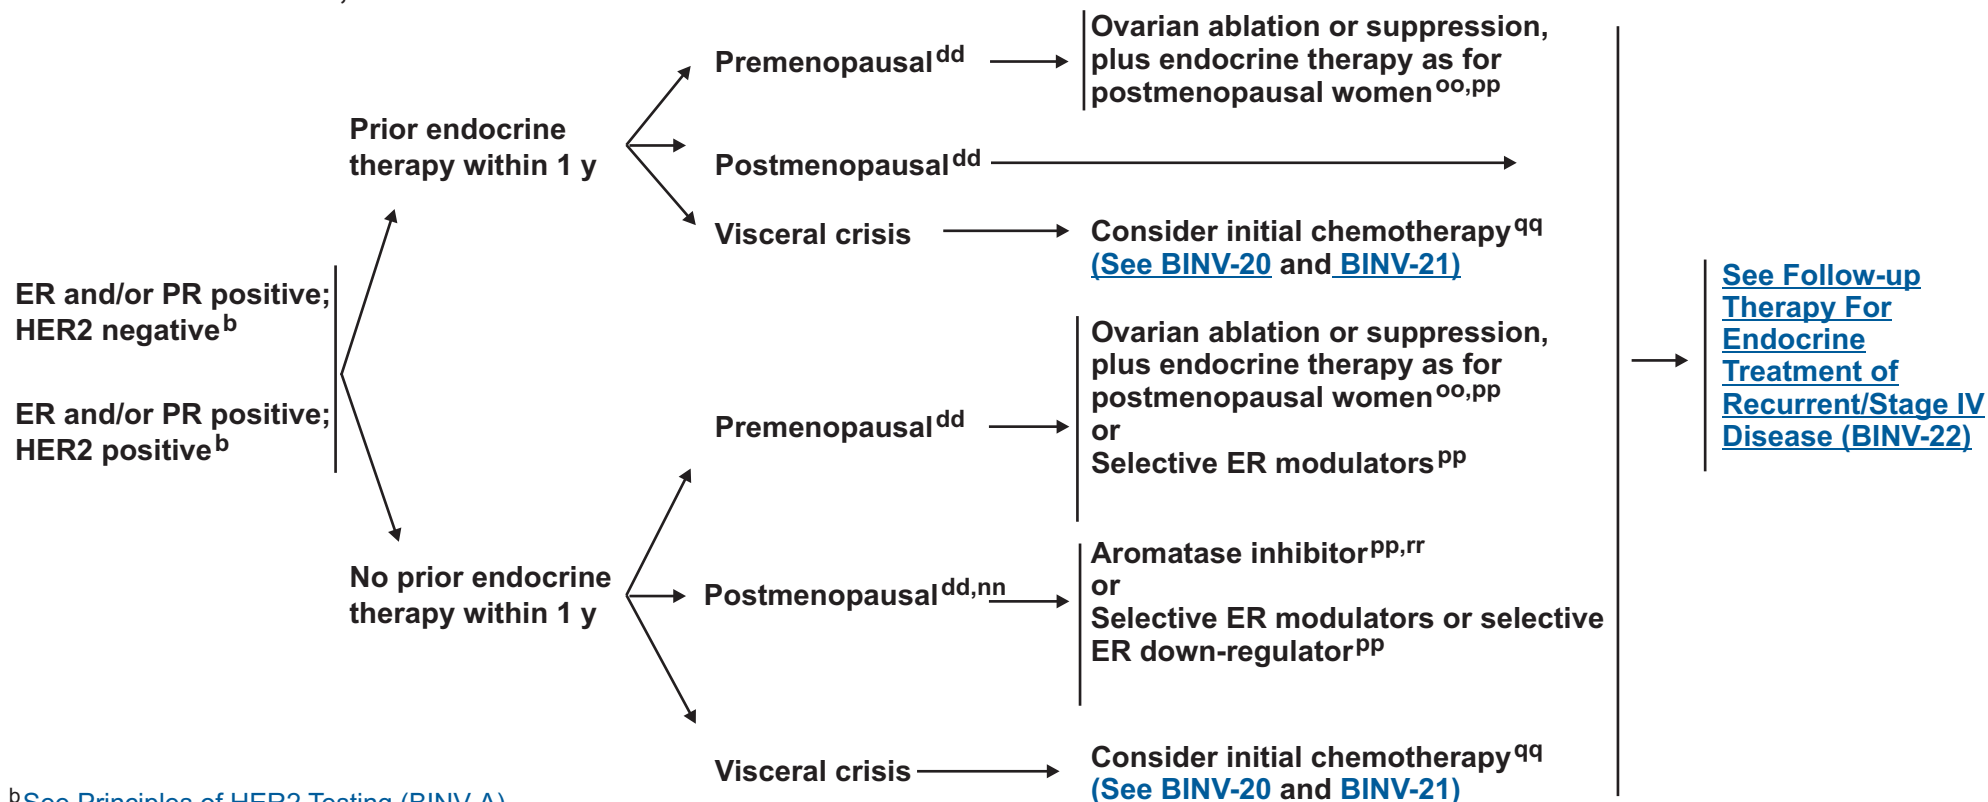 Ovarian ablation or suppression,
plus endocrine therapy as for
postmenopausal women oo,pp
Premenopausal dd
Prior endocrine
therapy within 1 y
Postmenopausal dd
Visceral crisis
Consider initial chemotherapy qq
(See BINV-20 and BINV-21)
ER and/or PR positive;
HER2 negative b
ER and/or PR positive;
HER2 positive b
Ovarian ablation or suppression,
plus endocrine therapy as for
postmenopausal women oo,pp
or
Selective ER modulators pp
Premenopausal dd
No prior endocrine
therapy within 1 y
Postmenopausal dd,nn
Aromatase inhibitor pp,rr
or
Selective ER modulators or selective
ER down-regulator pp
Visceral crisis
Consider initial chemotherapy qq
(See BINV-20 and BINV-21)
See Follow-up
Therapy For
Endocrine
Treatment of
Recurrent/Stage IV
Disease (BINV-22)
b See Principles of HER2 Testing (BINV-A)